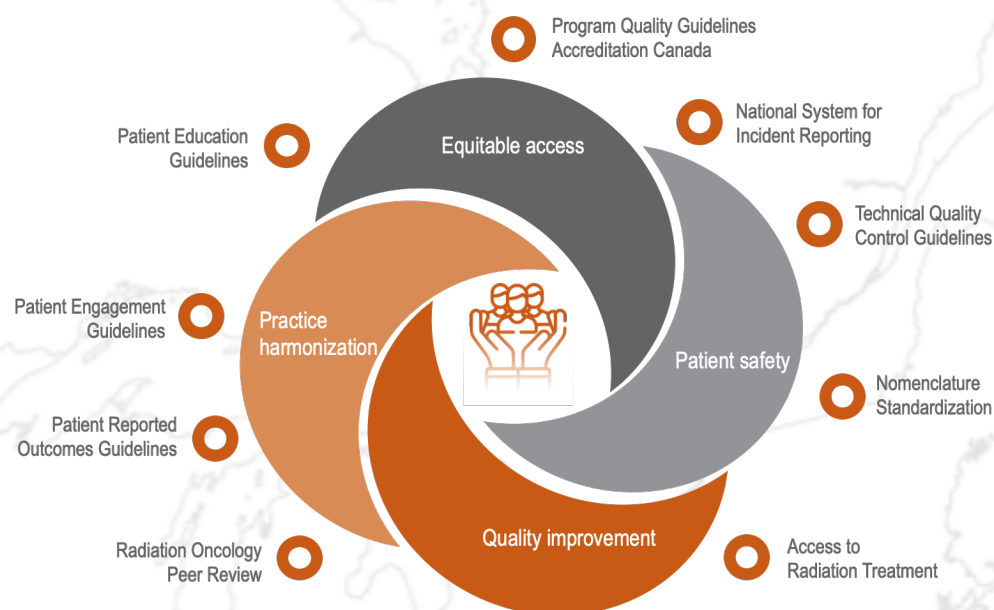 Program Quality Guidelines
Accreditation Canada
National System for
Incident Reporting
Patient Education
Guidelines
Equitable access
Technical Quality
Control Guidelines
Patient Engagement
Guidelines
Practice
harmonization
Patient safety
Nomenclature
Standardization
Patient Reported
Outcomes Guidelines
Quality improvement
Radiation Oncology
Peer Review
Access to
Radiation Treatment